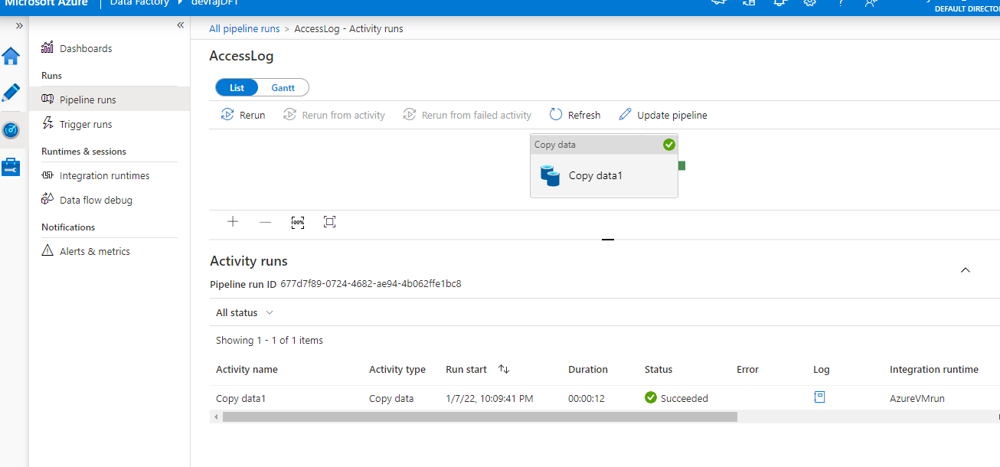 Microsoft Azure
Data Factory
devrajDF1
DEFAULT DIRECTO
Dashboards
Runs
Pipeline runs
Trigger runs
Runtimes & sessions
Integration runtimes
Data flow debug
Notifications
Alerts & metrics
All pipeline runs > AccessLog - Activity runs
AccessLog
List Gantt
Rerun Rerun from activity Rerun from failed activity Refresh Update pipeline
Copy data
Copy data1
Activity runs
Pipeline run ID 677d7f89-0724-4682-ae94-4b062ffe1bc8
All status
Showing 1 - 1 of 1 items
Activity name Activity type Run start Duration Status Error Log Integration runtime
Copy data1 Copy data 1/7/22, 10:09:41 PM 00:00:12 Succeeded AzureVMrun